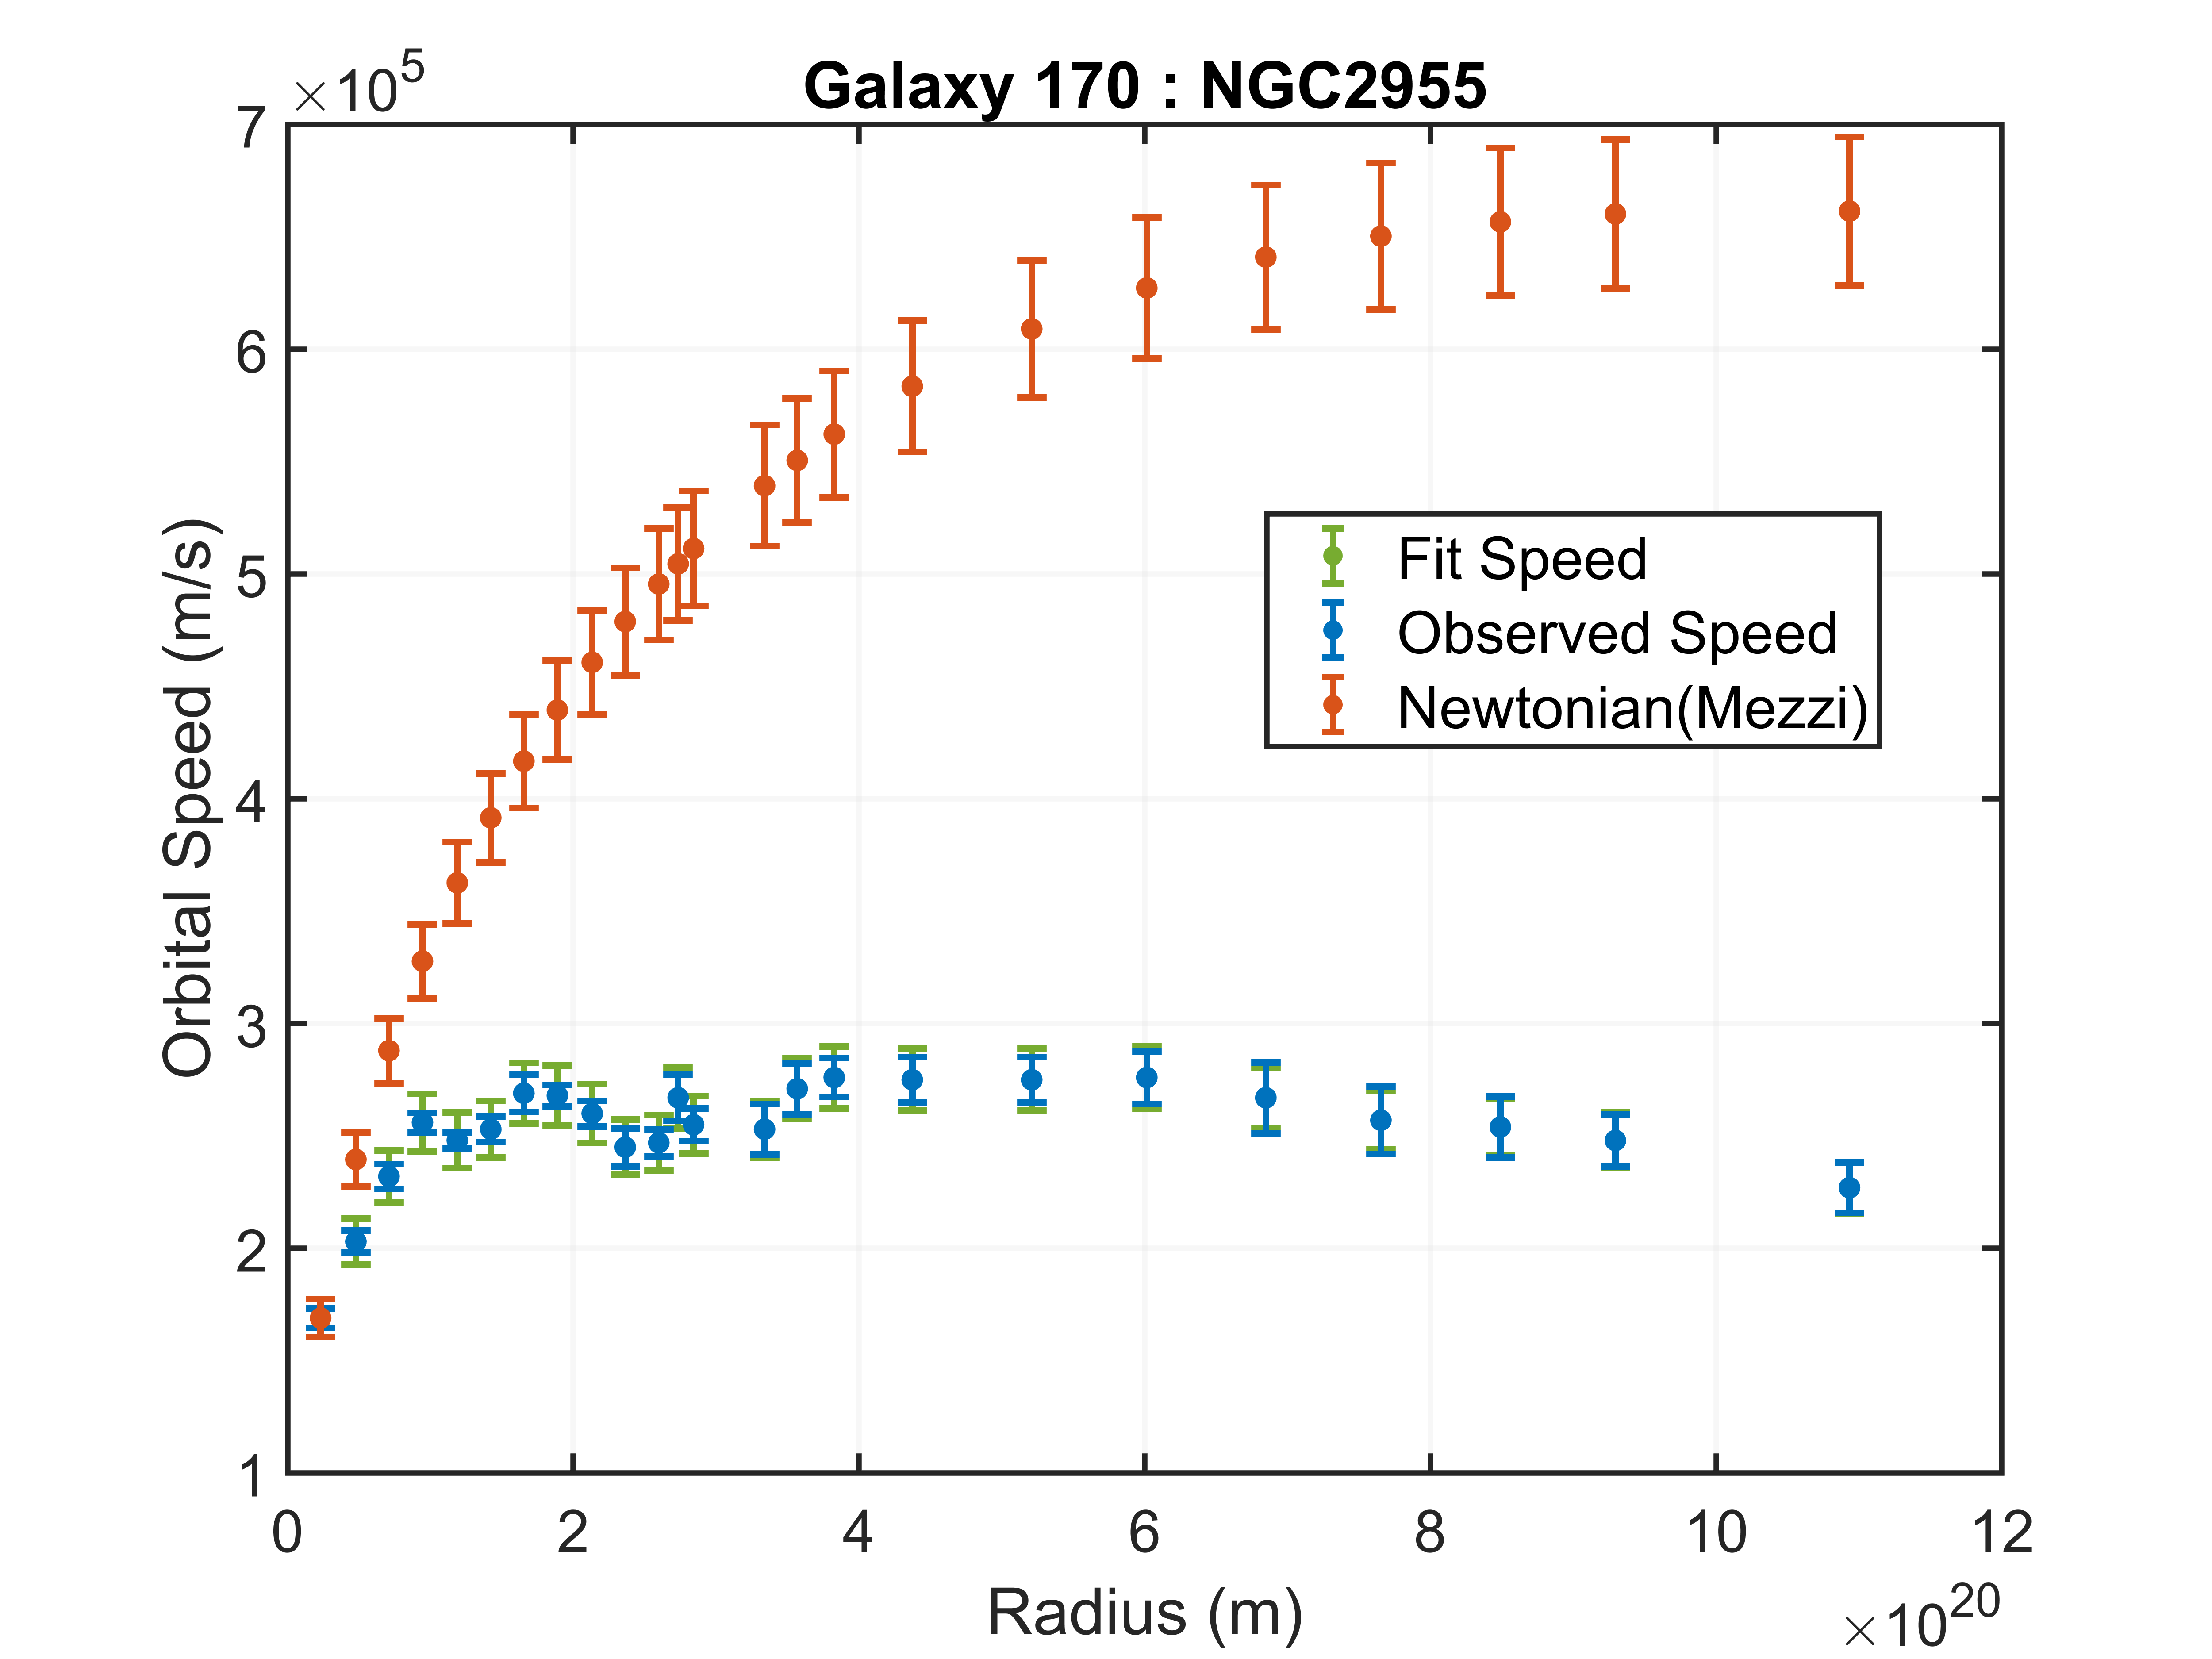 Galaxy 170 : NGC2955
×10⁵
7
6
5
4
3
2
1
Orbital Speed (m/s)
Fit Speed
Observed Speed
Newtonian(Mezzi)
0 2 4 6 8 10 12
Radius (m)
×10²⁰